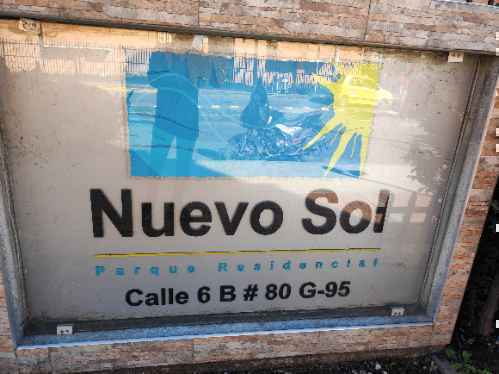 Nuevo Sol
Parque Residencial
Calle 6 B # 80 G-95